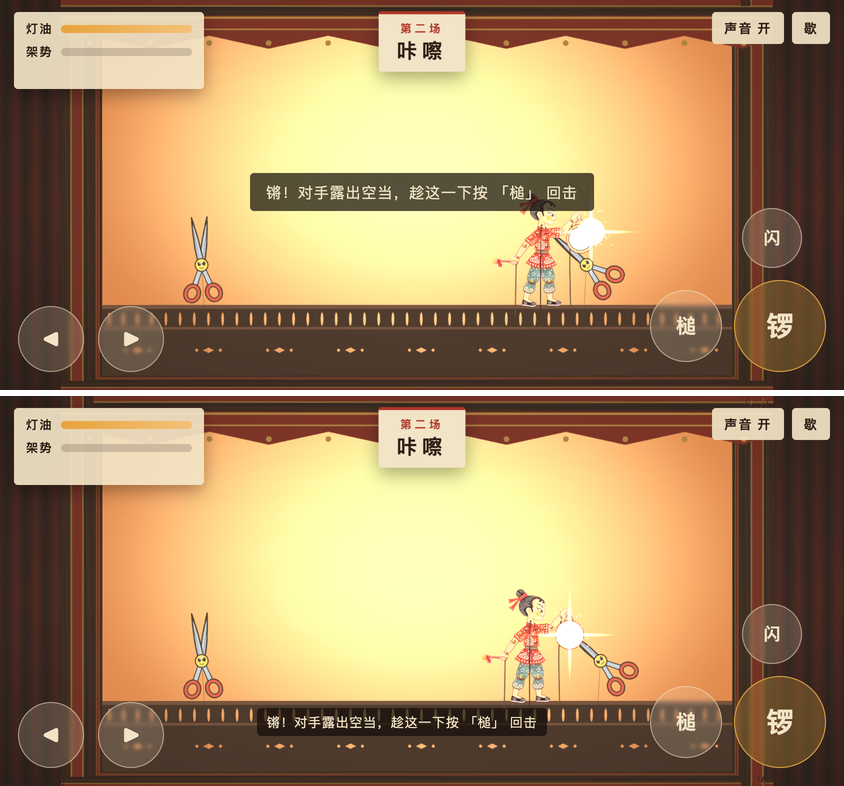 灯油
架势
第二场
咔嚓
声音 开
歇
锵！对手露出空当，趁这一下按 「槌」 回击
闪
槌
锣
灯油
架势
第二场
咔嚓
声音 开
歇
闪
槌
锣
锵！对手露出空当，趁这一下按 「槌」 回击